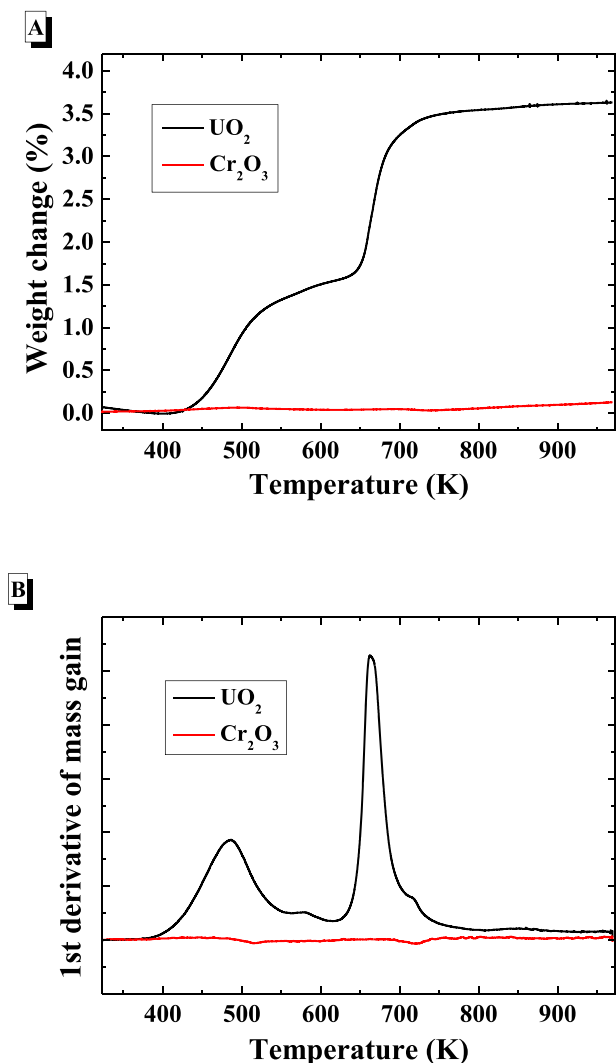 A
4.0
3.5
3.0
2.5
2.0
1.5
1.0
0.5
0.0
Weight change (%)
UO₂
Cr₂O₃
400 500 600 700 800 900
Temperature (K)
B
1st derivative of mass gain
UO₂
Cr₂O₃
400 500 600 700 800 900
Temperature (K)